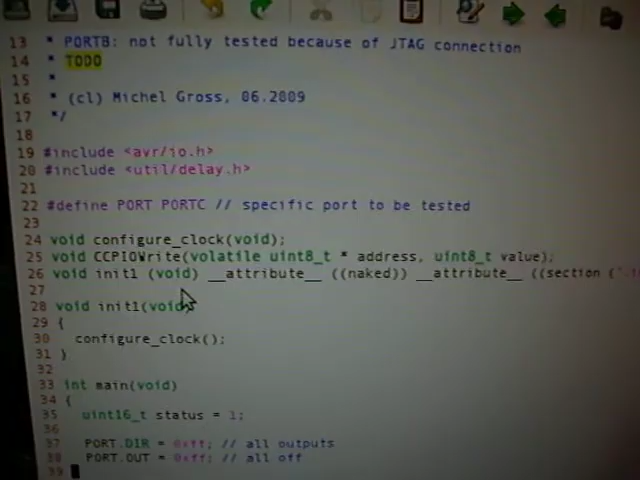 13 * PORTB: not fully tested because of JTAG connection
14 * TODO
15 *
16 * (cl) Michel Gross, 06.2009
17 */
18
19 #include <avr/io.h>
20 #include <util/delay.h>
21
22 #define PORT PORTC // specific port to be tested
23
24 void configure_clock(void);
25 void CCPIOWrite(volatile uint8_t * address, uint8_t value);
26 void init1 (void) __attribute__ ((naked)) __attribute__ ((section ("
27
28 void init1(void
29 {
30 configure_clock();
31 }
32
33 int main(void)
34 {
35 uint16_t status = 1;
36
37 PORT.DIR = 0xff; // all outputs
38 PORT.OUT = 0xff; // all off
39